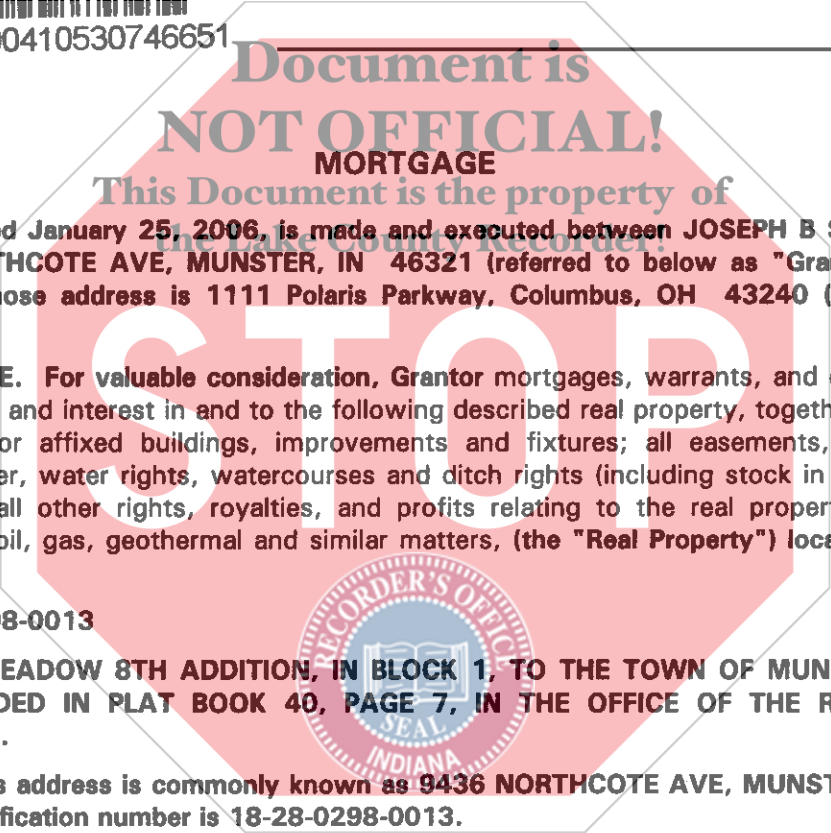 00410530746651
Document is
NOT OFFICIAL!
MORTGAGE
This Document is the property of
the Lake County Recorder!
d January 25, 2006, is made and executed between JOSEPH B S
THCOTE AVE, MUNSTER, IN 46321 (referred to below as "Gra
ose address is 1111 Polaris Parkway, Columbus, OH 43240 (
STOP
E. For valuable consideration, Grantor mortgages, warrants, and
and interest in and to the following described real property, togeth
or affixed buildings, improvements and fixtures; all easements,
er, water rights, watercourses and ditch rights (including stock in
all other rights, royalties, and profits relating to the real proper
oil, gas, geothermal and similar matters, (the "Real Property") loca
8-0013
EADOW 8TH ADDITION, IN BLOCK 1, TO THE TOWN OF MUN
DED IN PLAT BOOK 40, PAGE 7, IN THE OFFICE OF THE R
.
RECORDER'S OFFICE
SEAL
INDIANA
s address is commonly known as 9436 NORTHCOTE AVE, MUNST
fication number is 18-28-0298-0013.